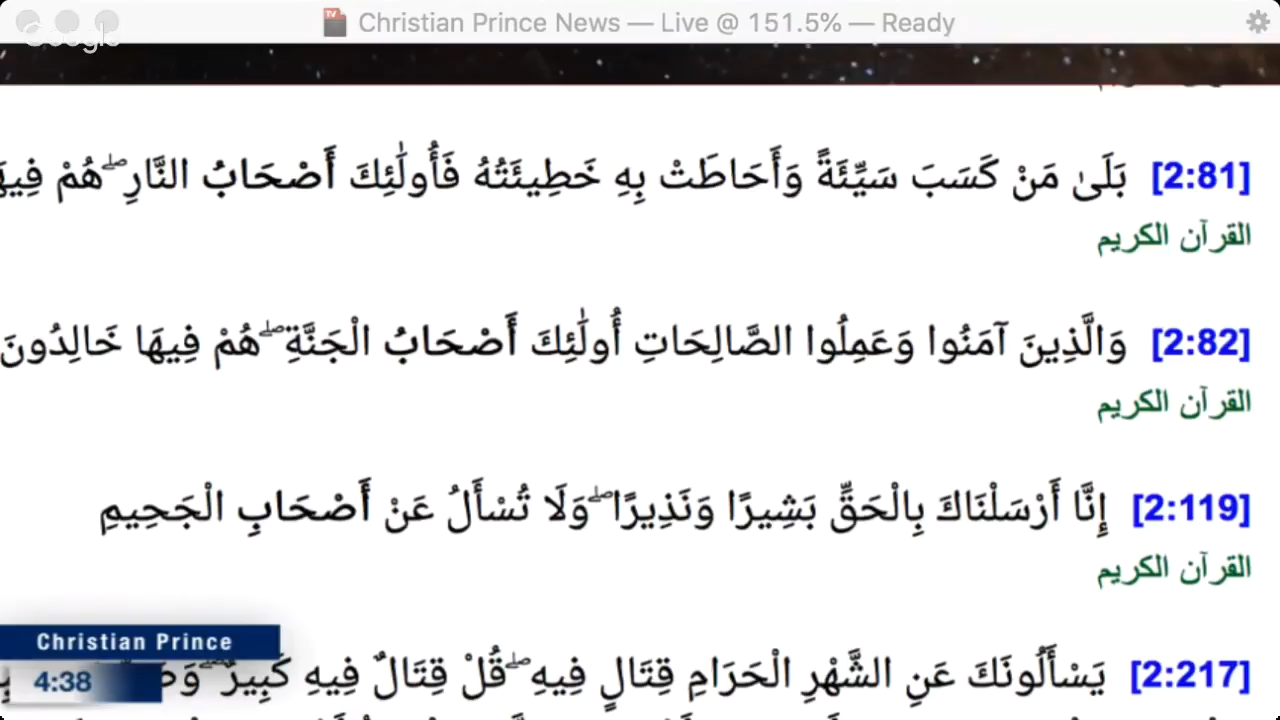 Google
Christian Prince News — Live @ 151.5% — Ready
[2:81] بَلَىٰ مَنْ كَسَبَ سَيِّئَةً وَأَحَاطَتْ بِهِ خَطِيئَتُهُ فَأُولَٰئِكَ أَصْحَابُ النَّارِ ۖ هُمْ
القرآن الكريم
[2:82] وَالَّذِينَ آمَنُوا وَعَمِلُوا الصَّالِحَاتِ أُولَٰئِكَ أَصْحَابُ الْجَنَّةِ ۖ هُمْ فِيهَا خَالِدُونَ
القرآن الكريم
[2:119] إِنَّا أَرْسَلْنَاكَ بِالْحَقِّ بَشِيرًا وَنَذِيرًا ۖ وَلَا تُسْأَلُ عَنْ أَصْحَابِ الْجَحِيمِ
القرآن الكريم
[2:217] يَسْأَلُونَكَ عَنِ الشَّهْرِ الْحَرَامِ قِتَالٍ فِيهِ ۖ قُلْ قِتَالٌ فِيهِ كَبِيرٌ ۖ
Christian Prince
4:38